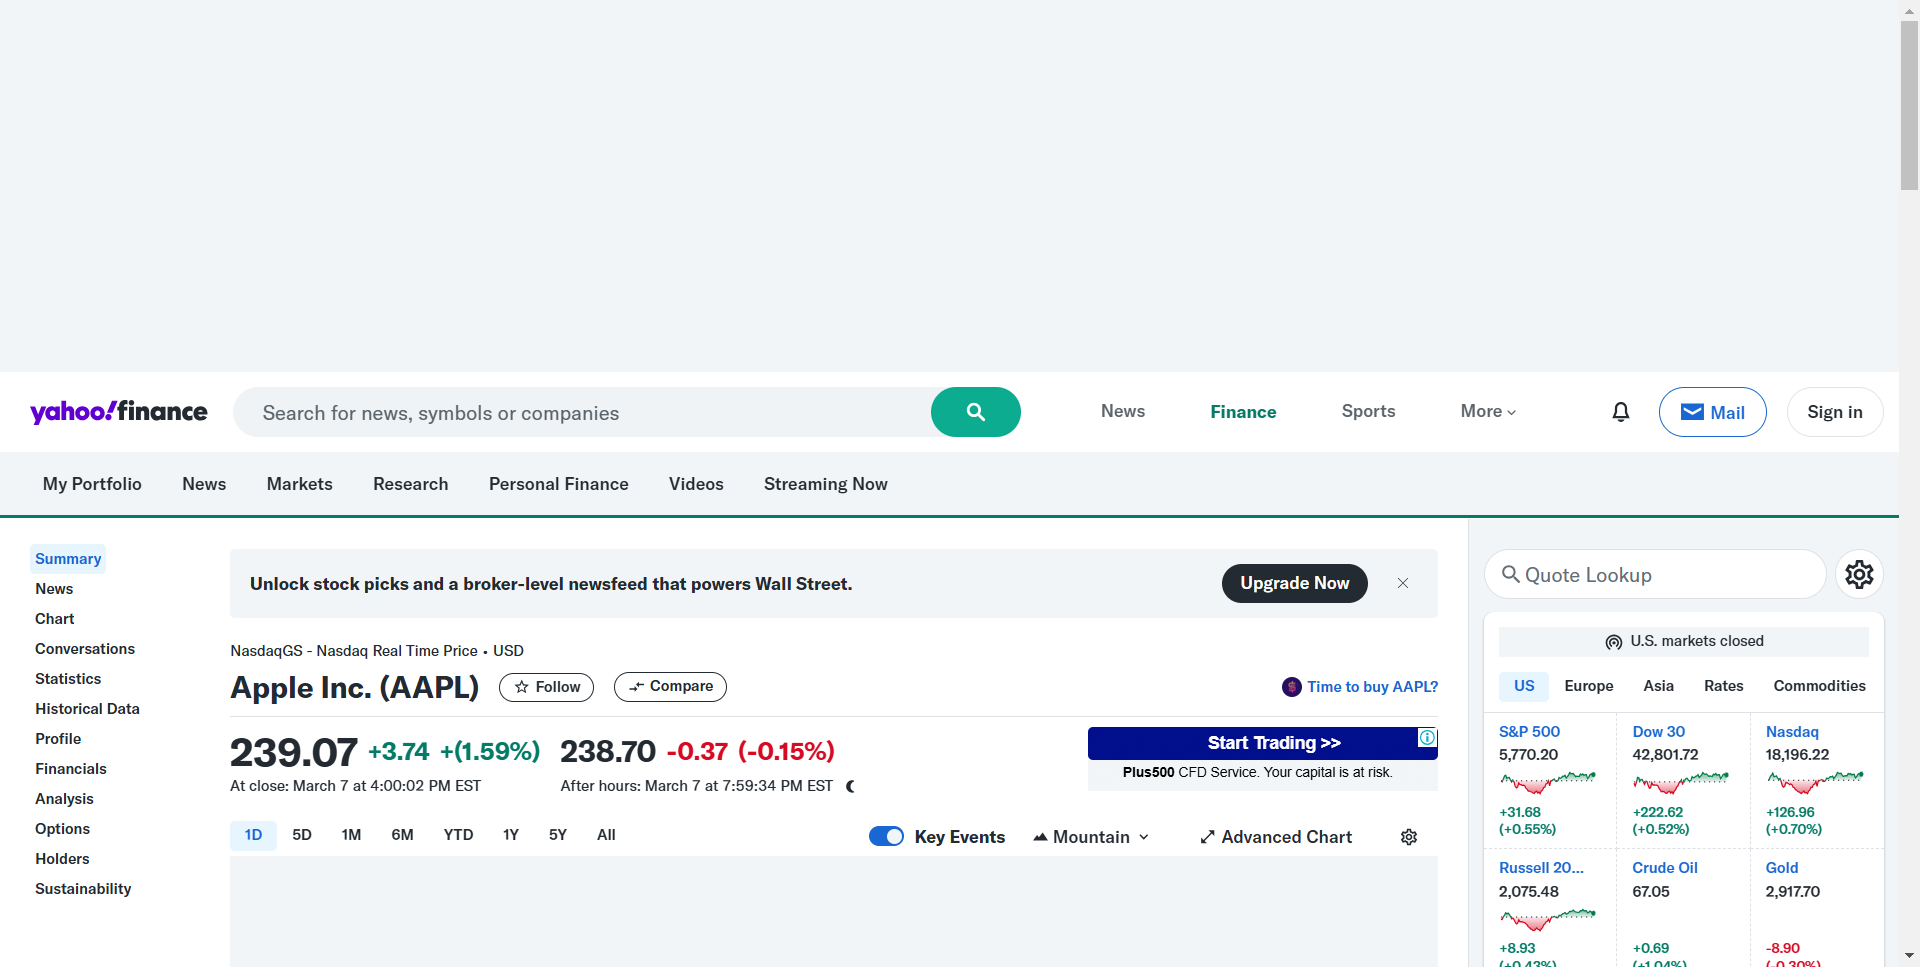 yahoo!finance
Search for news, symbols or companies
News
Finance
Sports
More
Mail
Sign in
My Portfolio
News
Markets
Research
Personal Finance
Videos
Streaming Now
Summary
News
Chart
Conversations
Statistics
Historical Data
Profile
Financials
Analysis
Options
Holders
Sustainability
Unlock stock picks and a broker-level newsfeed that powers Wall Street.
Upgrade Now
NasdaqGS - Nasdaq Real Time Price • USD
Apple Inc. (AAPL)
Follow
Compare
Time to buy AAPL?
239.07 +3.74 +(1.59%)
At close: March 7 at 4:00:02 PM EST
238.70 -0.37 (-0.15%)
After hours: March 7 at 7:59:34 PM EST
Start Trading >>
Plus500 CFD Service. Your capital is at risk.
1D
5D
1M
6M
YTD
1Y
5Y
All
Key Events
Mountain
Advanced Chart
Quote Lookup
U.S. markets closed
US
Europe
Asia
Rates
Commodities
S&P 500
5,770.20
+31.68
(+0.55%)
Dow 30
42,801.72
+222.62
(+0.52%)
Nasdaq
18,196.22
+126.96
(+0.70%)
Russell 20...
2,075.48
+8.93
(+0.43%)
Crude Oil
67.05
+0.69
(+1.04%)
Gold
2,917.70
-8.90
(-0.30%)